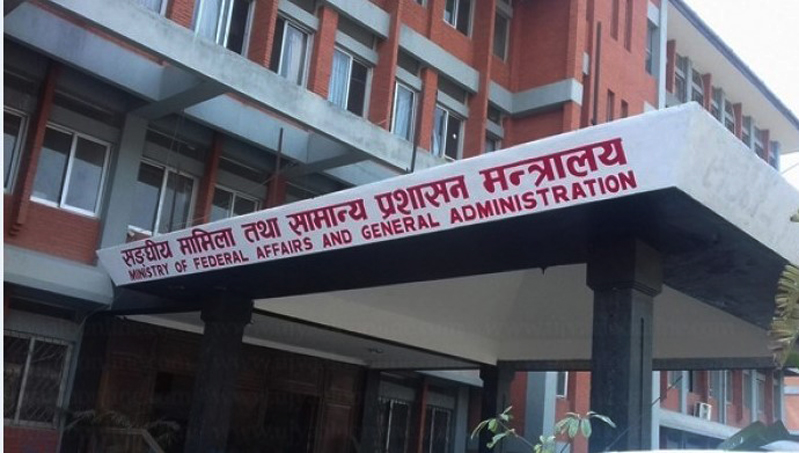 सङ्घीय मामिला तथा सामान्य प्रशासन मन्त्रालय
MINISTRY OF FEDERAL AFFAIRS AND GENERAL ADMINISTRATION